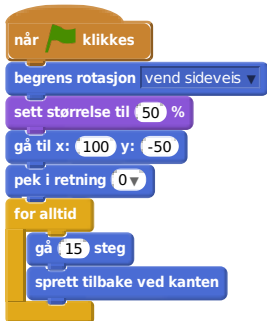 når klikkes
begrens rotasjon vend sideveis
sett størrelse til 50 %
gå til x: 100 y: -50
pek i retning 0
for alltid
gå 15 steg
sprett tilbake ved kanten